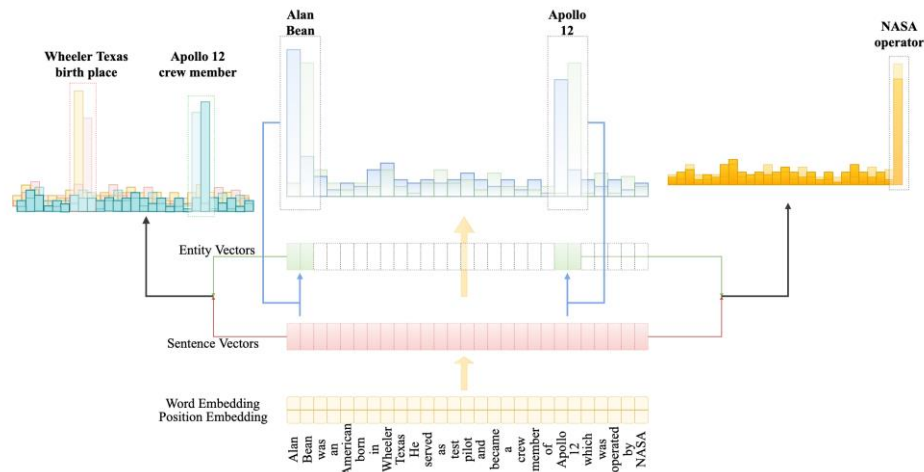 Alan
Bean
Apollo
12
NASA
operator
Wheeler Texas
birth place
Apollo 12
crew member
Entity Vectors
Sentence Vectors
Word Embedding
Position Embedding
Alan
Bean
was
an
American
born
in
Wheeler
Texas
He
served
as
test
pilot
and
became
a
crew
member
of
Apollo
12
which
was
operated
by
NASA